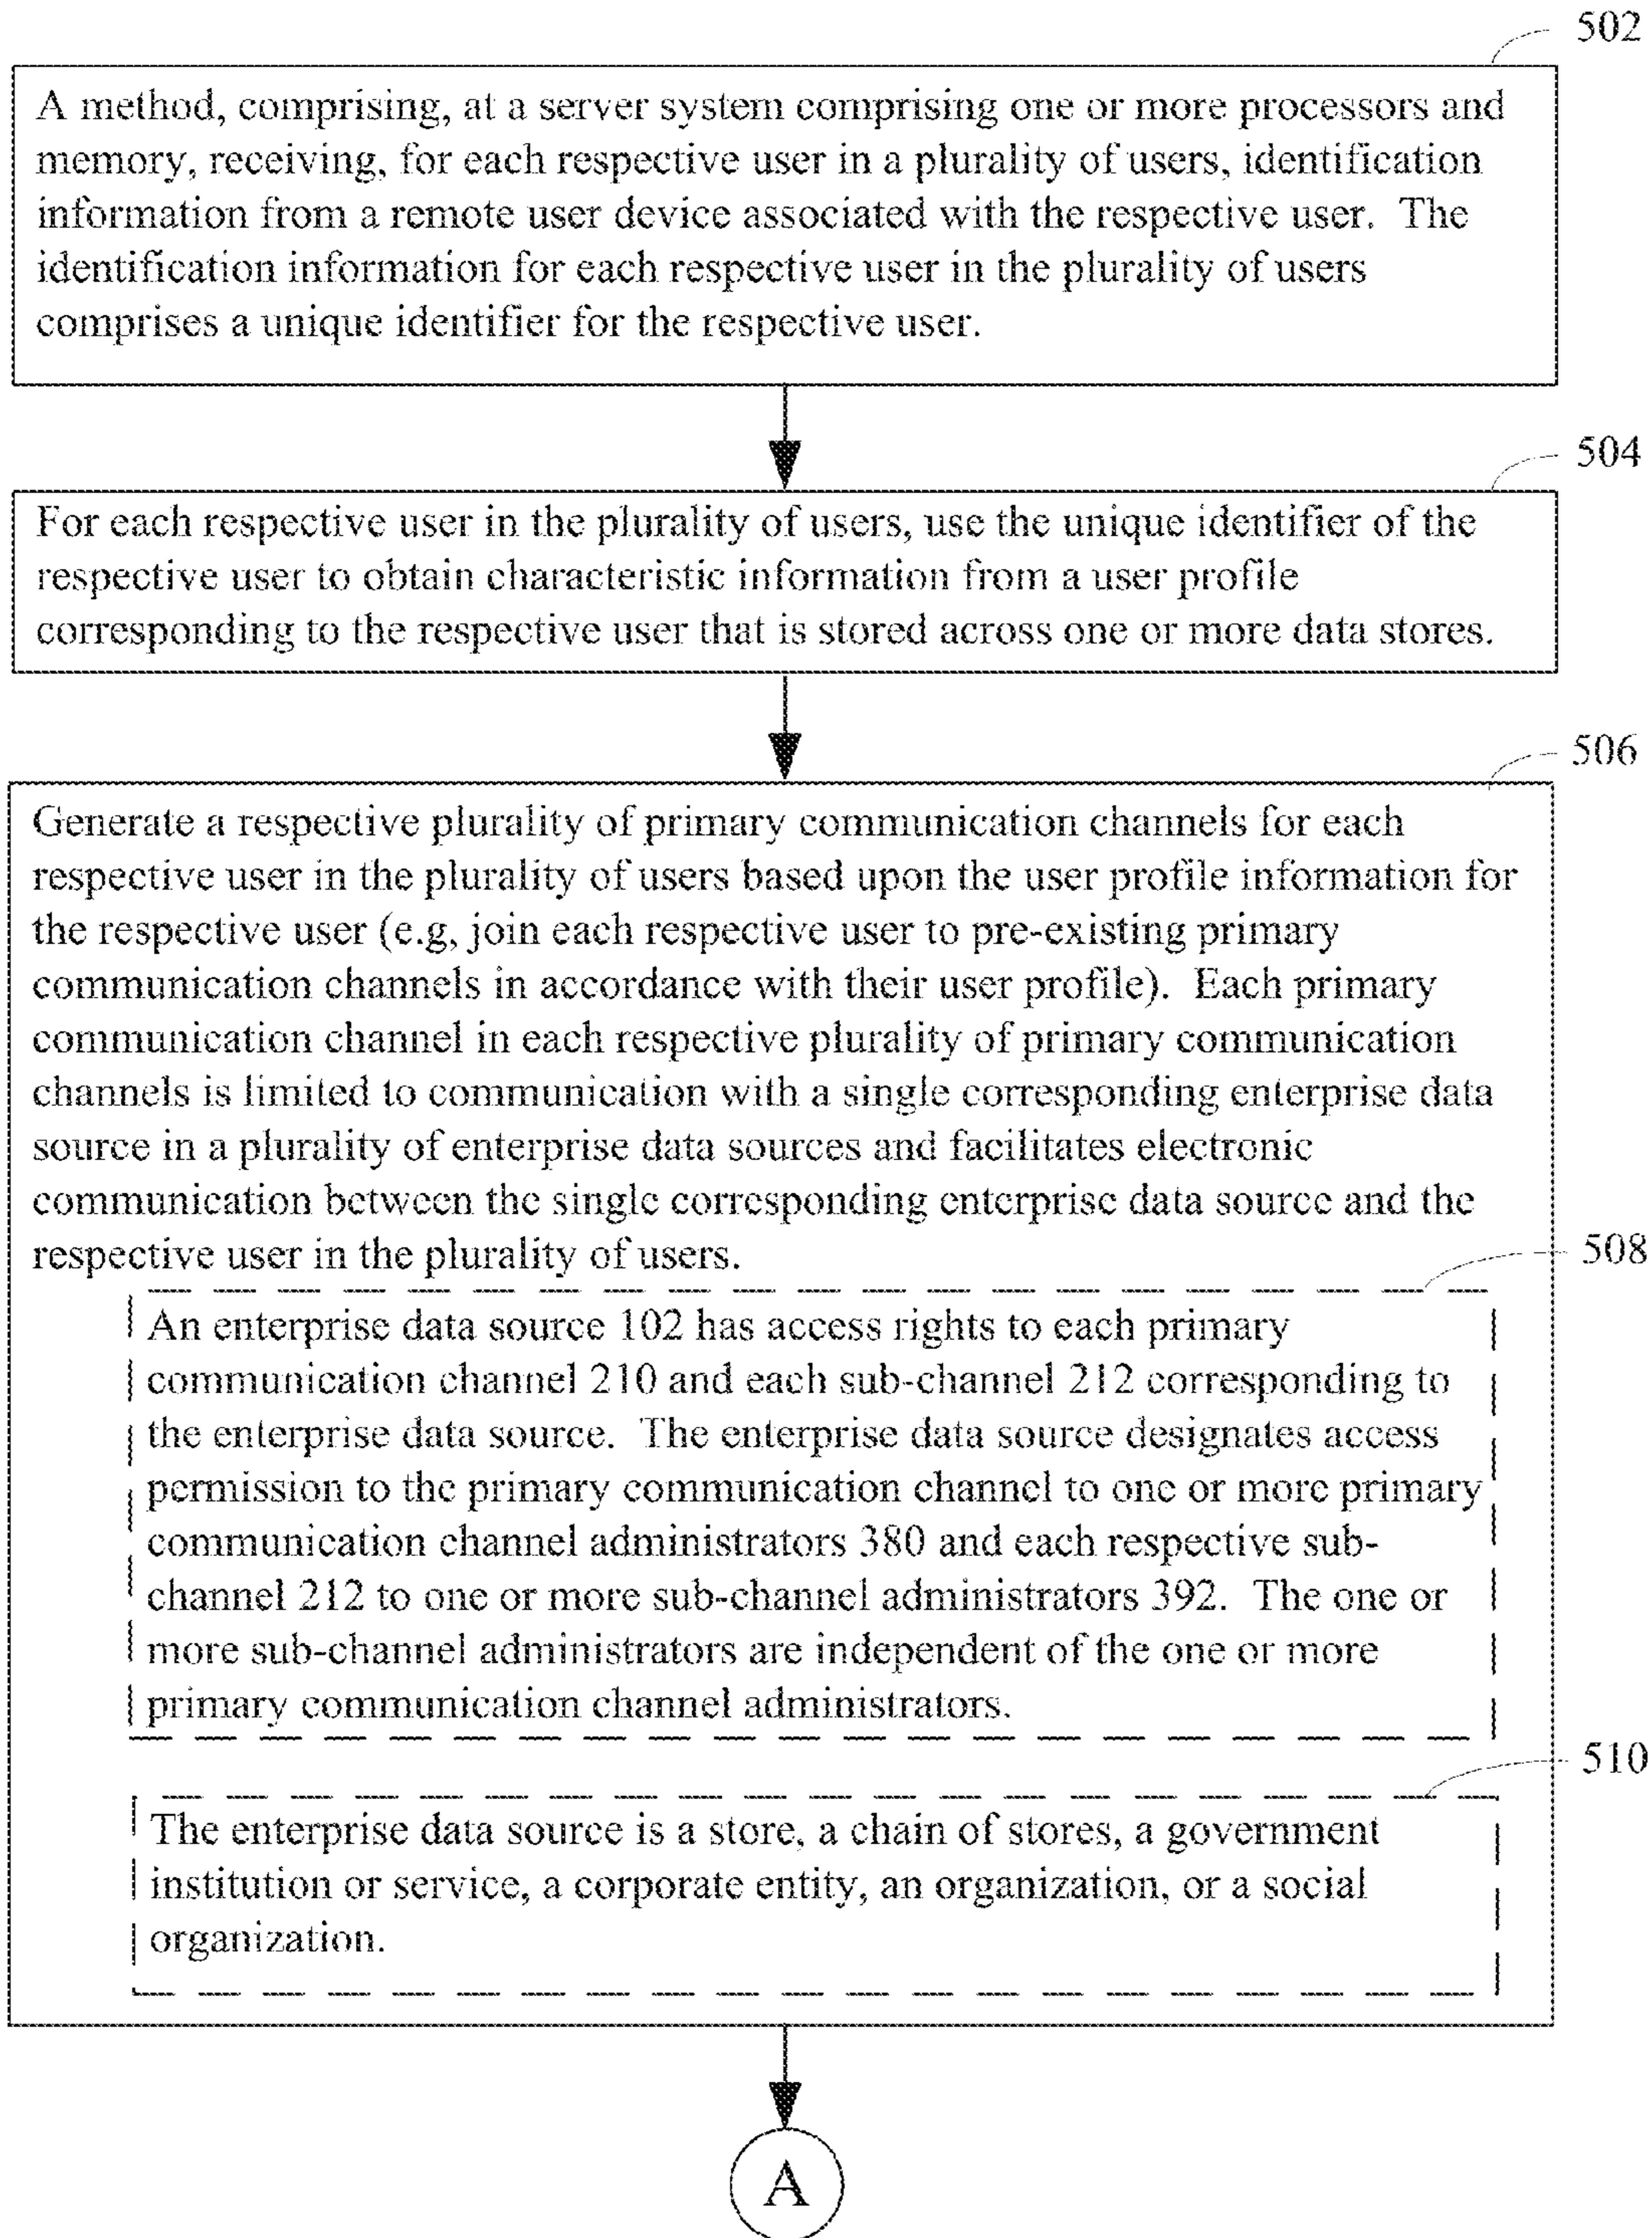 502
A method, comprising, at a server system comprising one or more processors and
memory, receiving, for each respective user in a plurality of users, identification
information from a remote user device associated with the respective user. The
identification information for each respective user in the plurality of users
comprises a unique identifier for the respective user.
504
For each respective user in the plurality of users, use the unique identifier of the
respective user to obtain characteristic information from a user profile
corresponding to the respective user that is stored across one or more data stores.
506
Generate a respective plurality of primary communication channels for each
respective user in the plurality of users based upon the user profile information for
the respective user (e.g, join each respective user to pre-existing primary
communication channels in accordance with their user profile). Each primary
communication channel in each respective plurality of primary communication
channels is limited to communication with a single corresponding enterprise data
source in a plurality of enterprise data sources and facilitates electronic
communication between the single corresponding enterprise data source and the
respective user in the plurality of users.
508
An enterprise data source 102 has access rights to each primary
communication channel 210 and each sub-channel 212 corresponding to
the enterprise data source. The enterprise data source designates access
permission to the primary communication channel to one or more primary
communication channel administrators 380 and each respective sub-
channel 212 to one or more sub-channel administrators 392. The one or
more sub-channel administrators are independent of the one or more
primary communication channel administrators.
510
The enterprise data source is a store, a chain of stores, a government
institution or service, a corporate entity, an organization, or a social
organization.
A